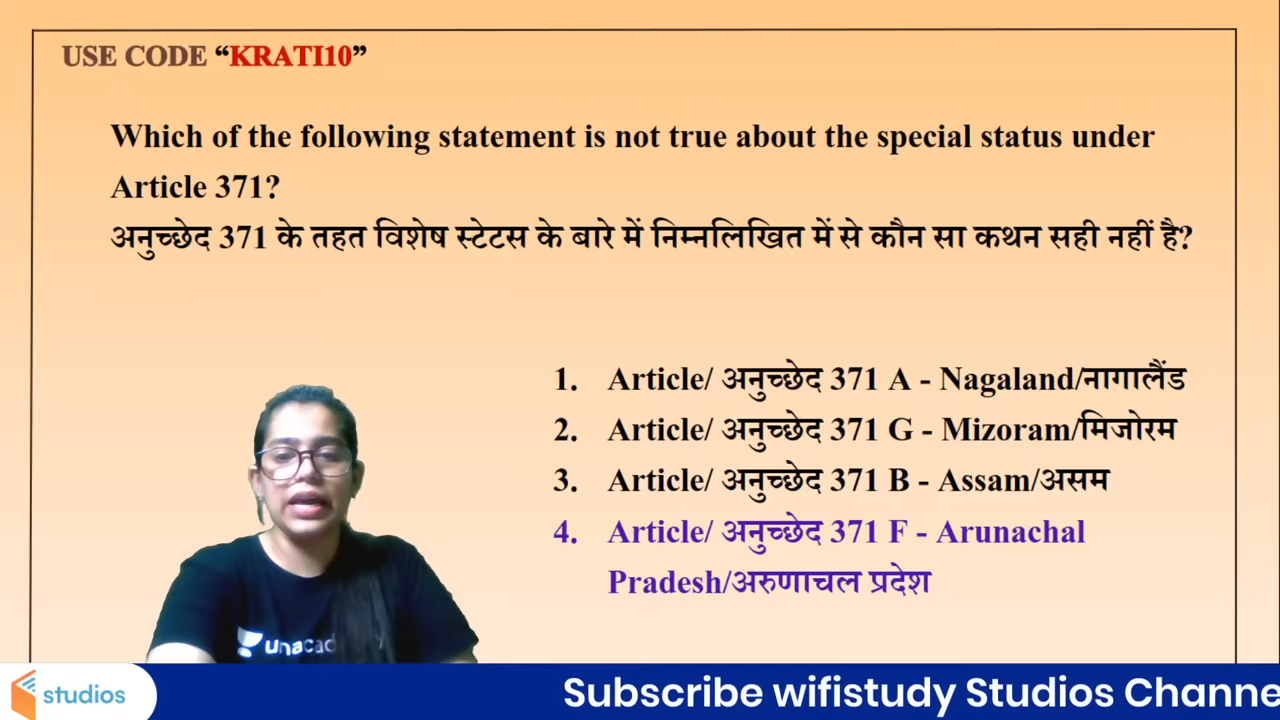 USE CODE “KRATI10”
Which of the following statement is not true about the special status under
Article 371?
अनुच्छेद 371 के तहत विशेष स्टेटस के बारे में निम्नलिखित में से कौन सा कथन सही नहीं है?
1. Article/ अनुच्छेद 371 A - Nagaland/नागालैंड
2. Article/ अनुच्छेद 371 G - Mizoram/मिजोरम
3. Article/ अनुच्छेद 371 B - Assam/असम
4. Article/ अनुच्छेद 371 F - Arunachal
Pradesh/अरुणाचल प्रदेश
unacad
studios
Subscribe wifistudy Studios Channe